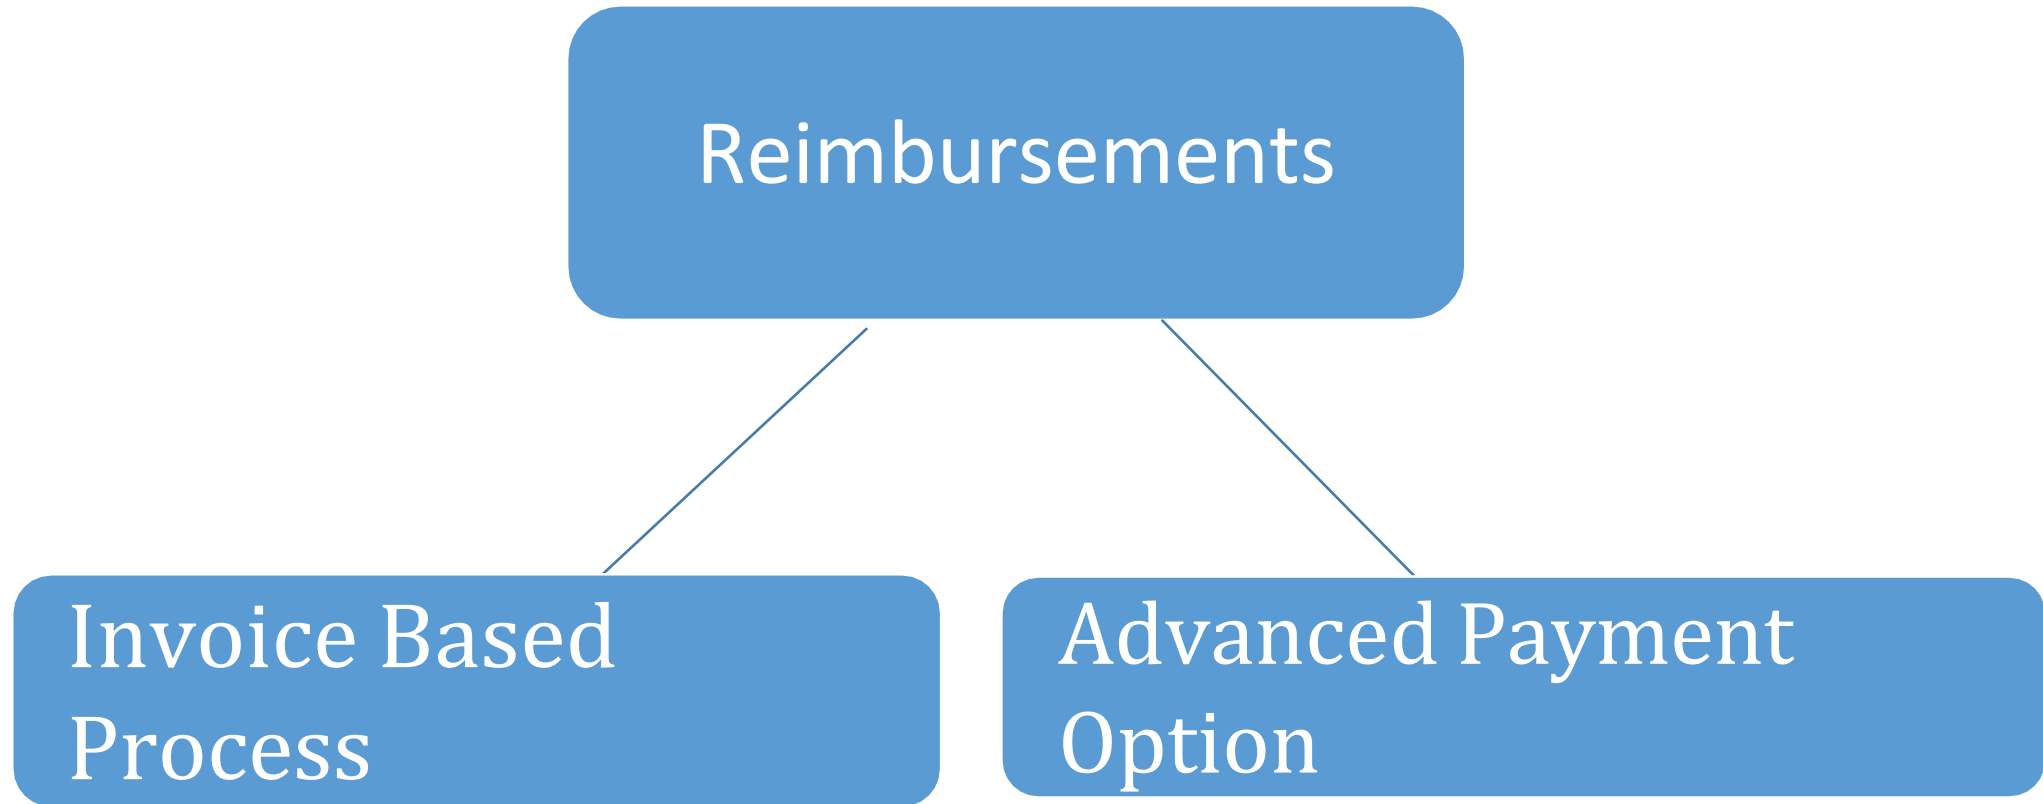 Reimbursements
Invoice Based
Process
Advanced Payment
Option